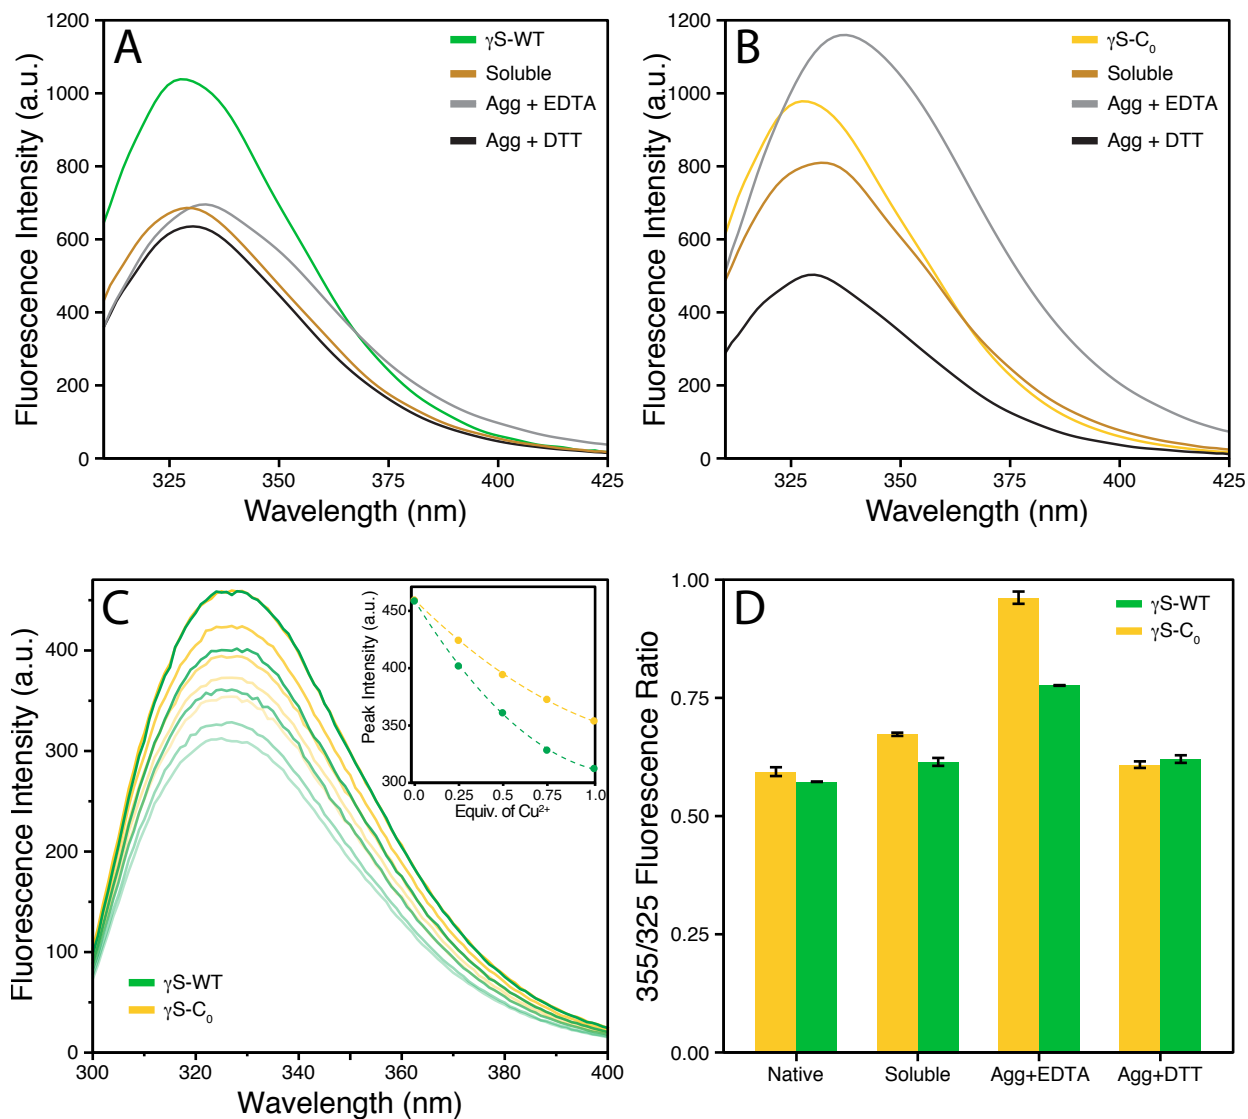 A
γS-WT
Soluble
Agg + EDTA
Agg + DTT
Fluorescence Intensity (a.u.)
1200
1000
800
600
400
200
0
325 350 375 400 425
Wavelength (nm)
B
γS-C₀
Soluble
Agg + EDTA
Agg + DTT
Fluorescence Intensity (a.u.)
1200
1000
800
600
400
200
0
325 350 375 400 425
Wavelength (nm)
C
Fluorescence Intensity (a.u.)
400
300
200
100
0
300 320 340 360 380 400
Wavelength (nm)
γS-WT
γS-C₀
Peak Intensity (a.u.)
450
400
350
300
0.0 0.25 0.5 0.75 1.0
Equiv. of Cu²⁺
D
γS-WT
γS-C₀
355/325 Fluorescence Ratio
1.00
0.75
0.50
0.25
0.00
Native Soluble Agg+EDTA Agg+DTT